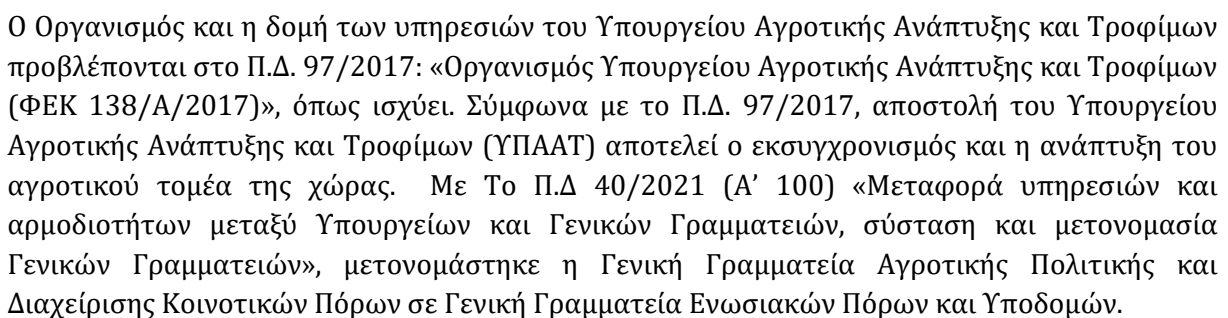 Ο Οργανισμός και η δομή των υπηρεσιών του Υπουργείου Αγροτικής Ανάπτυξης και Τροφίμων
προβλέπονται στο Π.Δ. 97/2017: «Οργανισμός Υπουργείου Αγροτικής Ανάπτυξης και Τροφίμων
(ΦΕΚ 138/Α/2017)», όπως ισχύει. Σύμφωνα με το Π.Δ. 97/2017, αποστολή του Υπουργείου
Αγροτικής Ανάπτυξης και Τροφίμων (ΥΠΑΑΤ) αποτελεί ο εκσυγχρονισμός και η ανάπτυξη του
αγροτικού τομέα της χώρας. Με Το Π.Δ 40/2021 (Α’ 100) «Μεταφορά υπηρεσιών και
αρμοδιοτήτων μεταξύ Υπουργείων και Γενικών Γραμματειών, σύσταση και μετονομασία
Γενικών Γραμματειών», μετονομάστηκε η Γενική Γραμματεία Αγροτικής Πολιτικής και
Διαχείρισης Κοινοτικών Πόρων σε Γενική Γραμματεία Ενωσιακών Πόρων και Υποδομών.